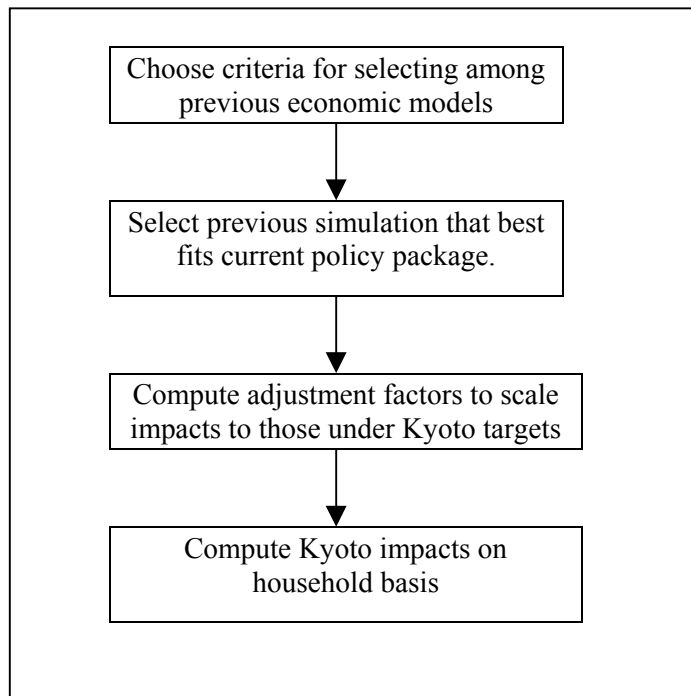 Choose criteria for selecting among
previous economic models
Select previous simulation that best
fits current policy package.
Compute adjustment factors to scale
impacts to those under Kyoto targets
Compute Kyoto impacts on
household basis